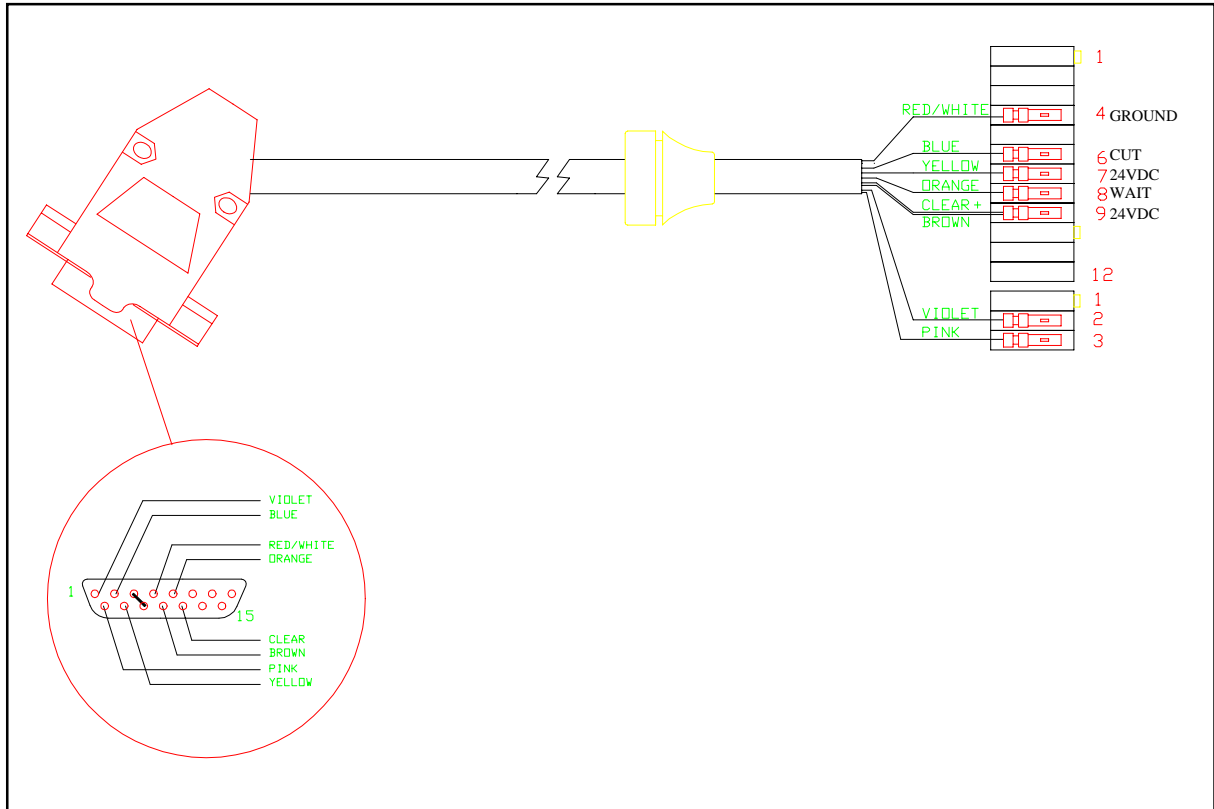 1
RED/WHITE
4 GROUND
BLUE
6 CUT
YELLOW
7 24VDC
ORANGE
8 WAIT
CLEAR+
9 24VDC
BROWN
12
1
VIOLET
2
PINK
3
VIOLET
BLUE
RED/WHITE
ORANGE
1
15
CLEAR
BROWN
PINK
YELLOW